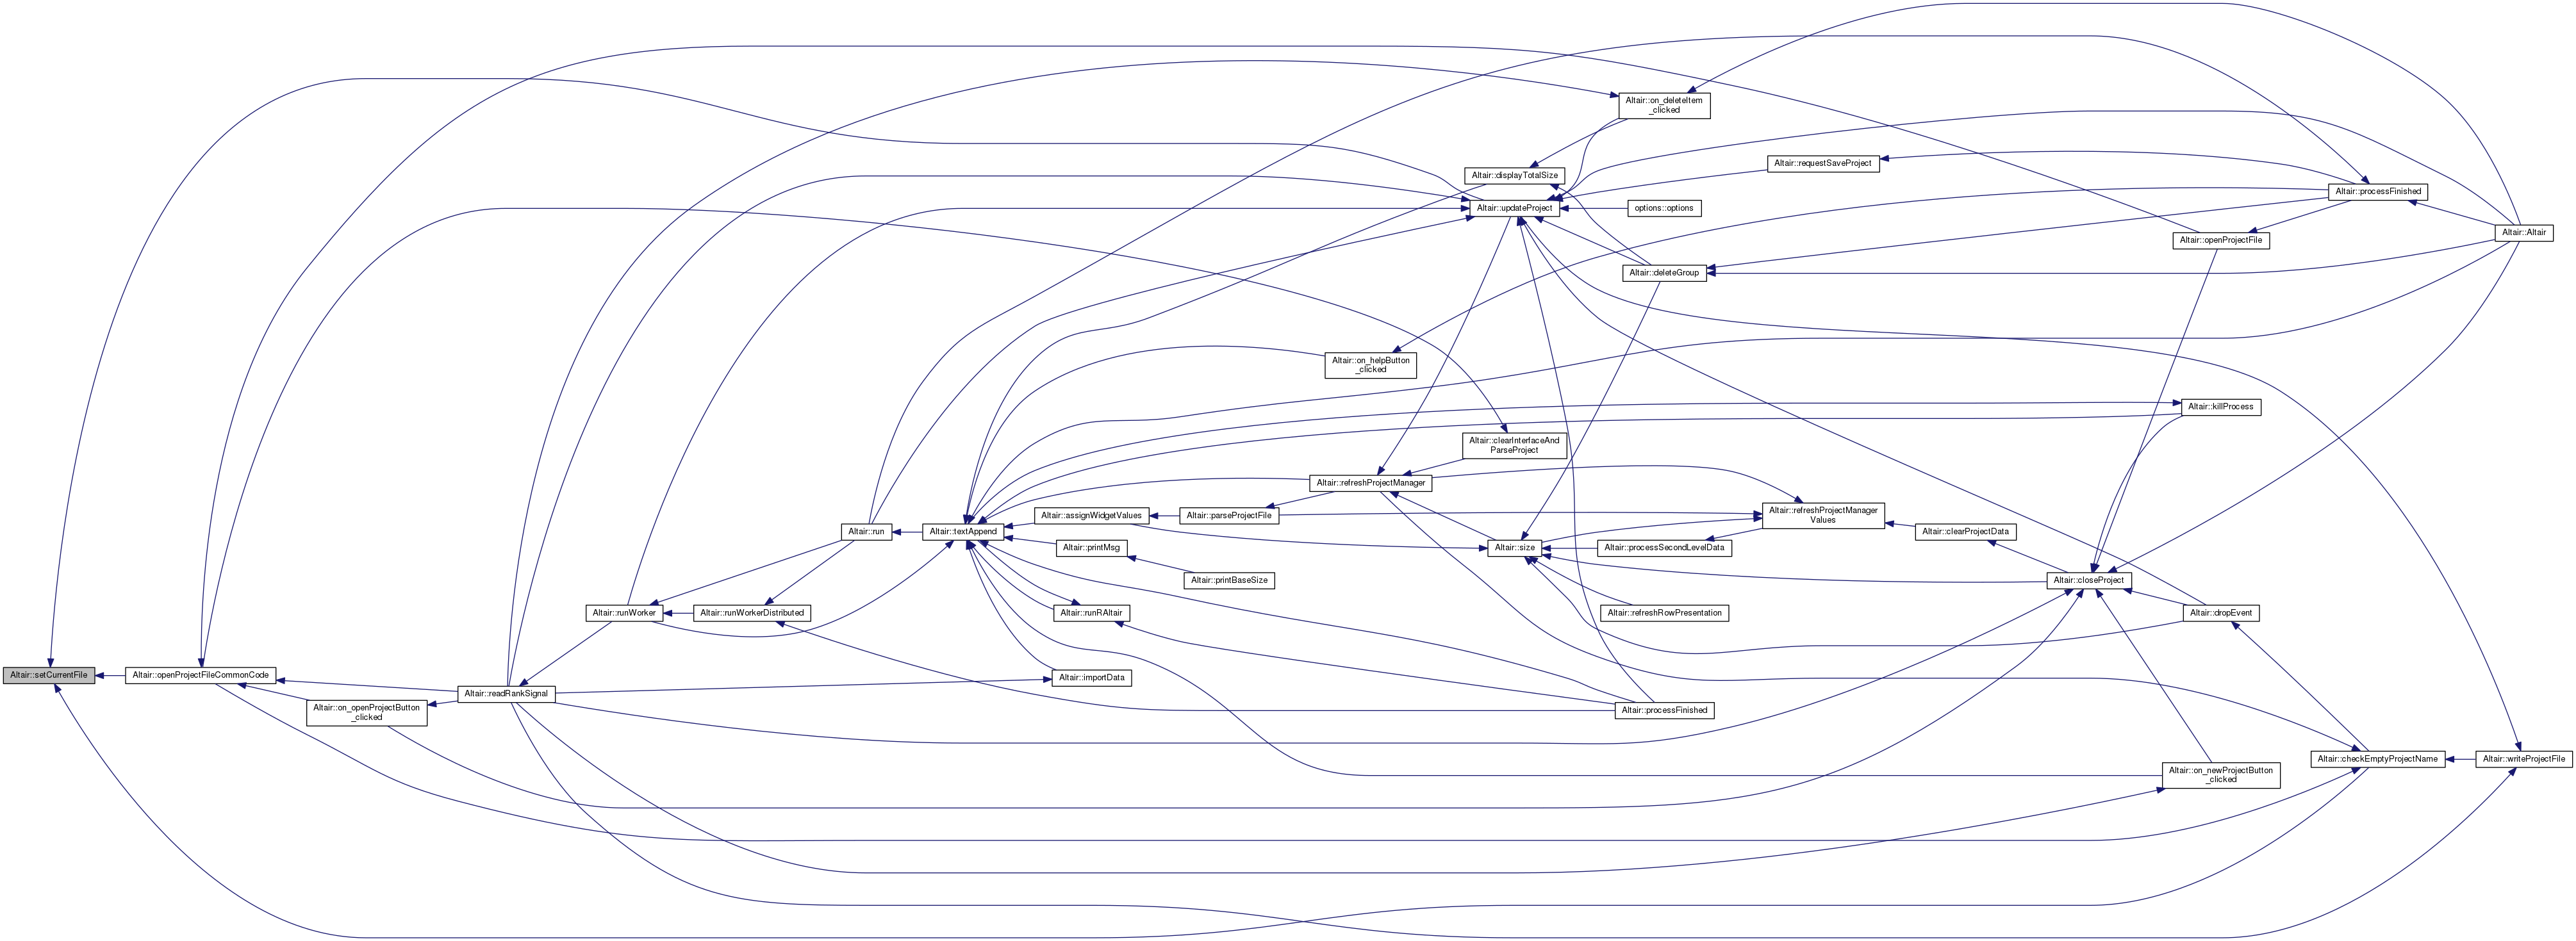 Altair::on_deleteItem
_clicked
Altair::requestSaveProject
Altair::displayTotalSize
Altair::processFinished
Altair::updateProject
options::options
Altair::Altair
Altair::openProjectFile
Altair::deleteGroup
Altair::on_helpButton
_clicked
Altair::killProcess
Altair::clearInterfaceAnd
ParseProject
Altair::refreshProjectManager
Altair::assignWidgetValues
Altair::parseProjectFile
Altair::refreshProjectManager
Values
Altair::run
Altair::textAppend
Altair::clearProjectData
Altair::printMsg
Altair::size
Altair::processSecondLevelData
Altair::printBaseSize
Altair::closeProject
Altair::runWorker
Altair::runWorkerDistributed
Altair::runRAltair
Altair::refreshRowPresentation
Altair::dropEvent
Altair::setCurrentFile
Altair::openProjectFileCommonCode
Altair::importData
Altair::readRankSignal
Altair::on_openProjectButton
_clicked
Altair::processFinished
Altair::checkEmptyProjectName
Altair::writeProjectFile
Altair::on_newProjectButton
_clicked